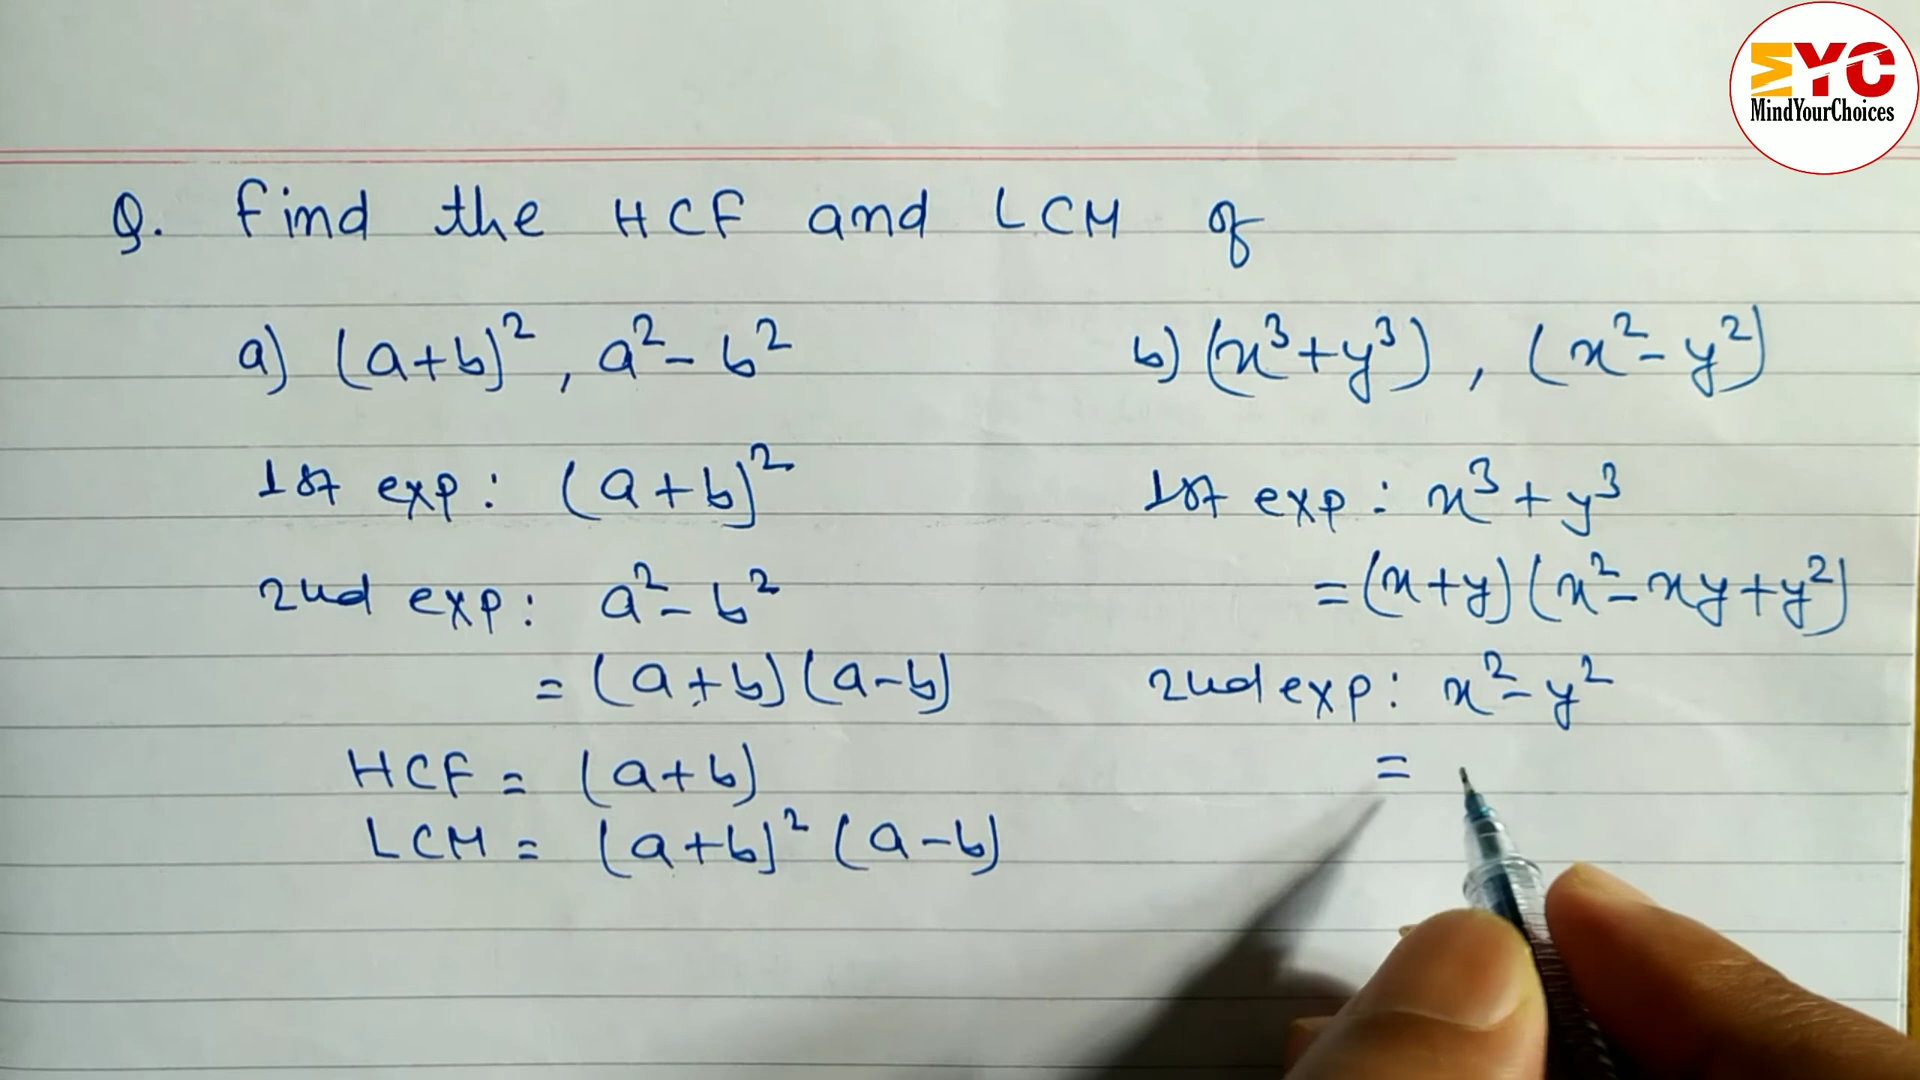 MYC
MindYourChoices
Q. Find the HCF and LCM of
a) (a+b)², a²-b²
1st exp: (a+b)²
2nd exp: a²-b²
= (a+b)(a-b)
HCF = (a+b)
LCM = (a+b)² (a-b)
b) (x³+y³), (x²-y²)
1st exp: x³+y³
= (x+y)(x²-xy+y²)
2nd exp: x²-y²
=